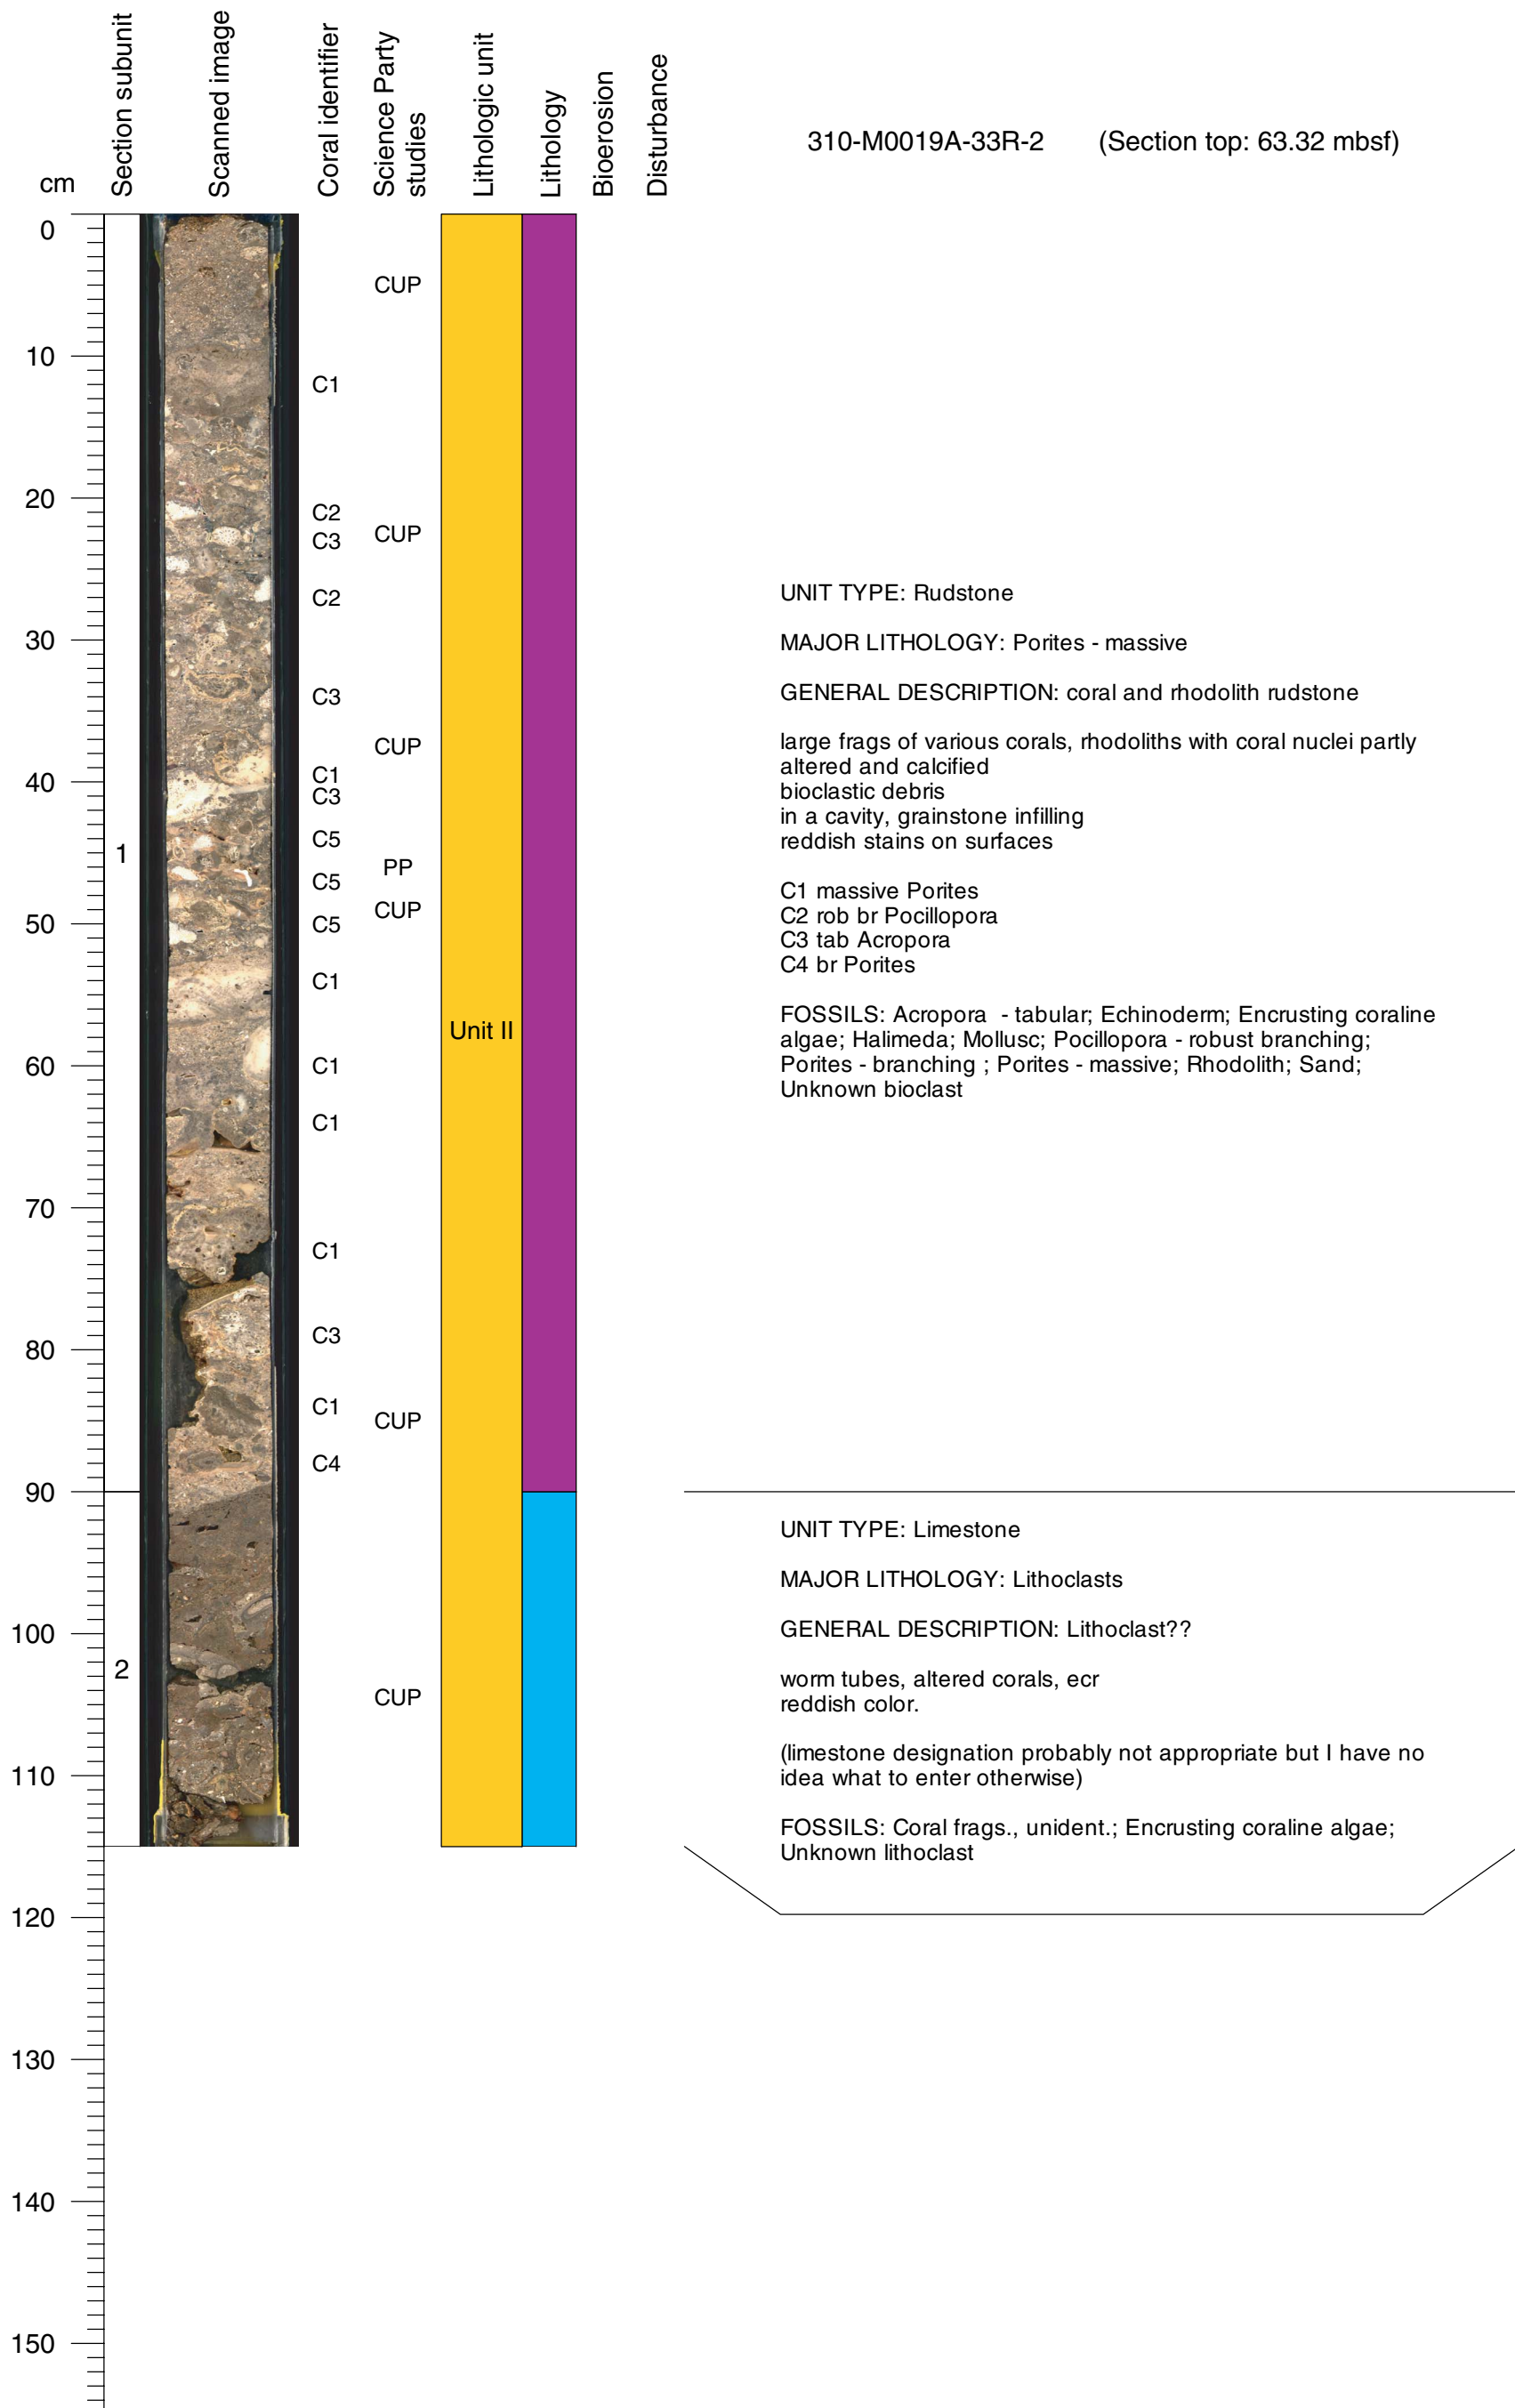 Section subunit
Scanned image
Coral identifier
Science Party
studies
Lithologic unit
Lithology
Bioerosion
Disturbance
310-M0019A-33R-2 (Section top: 63.32 mbsf)
cm
0
CUP
10
C1
20
C2
C3
CUP
C2
UNIT TYPE: Rudstone
30
MAJOR LITHOLOGY: Porites - massive
C3
GENERAL DESCRIPTION: coral and rhodolith rudstone
CUP
large frags of various corals, rhodoliths with coral nuclei partly
altered and calcified
bioclastic debris
in a cavity, grainstone infilling
reddish stains on surfaces
C1
40
C3
C5
1
PP
C5
C1 massive Porites
C2 rob br Pocillopora
C3 tab Acropora
C4 br Porites
CUP
50
C5
C1
FOSSILS: Acropora - tabular; Echinoderm; Encrusting coraline
algae; Halimeda; Mollusc; Pocillopora - robust branching;
Porites - branching ; Porites - massive; Rhodolith; Sand;
Unknown bioclast
Unit II
60
C1
C1
70
C1
C3
80
C1
CUP
C4
90
UNIT TYPE: Limestone
MAJOR LITHOLOGY: Lithoclasts
100
GENERAL DESCRIPTION: Lithoclast??
2
worm tubes, altered corals, ecr
reddish color.
CUP
(limestone designation probably not appropriate but I have no
idea what to enter otherwise)
110
FOSSILS: Coral frags., unident.; Encrusting coraline algae;
Unknown lithoclast
120
130
140
150